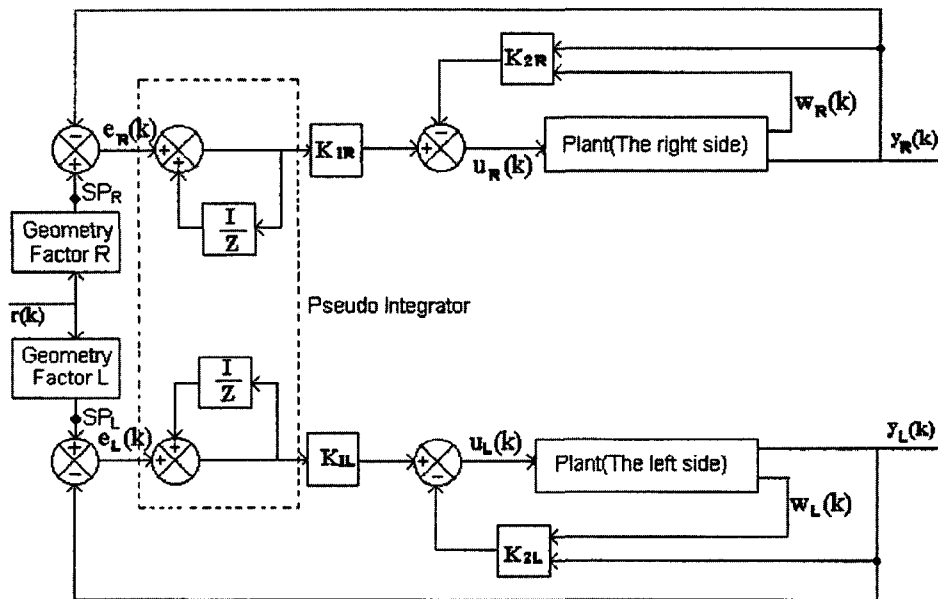 K2R
wR(k)
eR(k)
K1R
Plant(The right side)
yR(k)
uR(k)
SPR
Geometry
Factor R
I
Z
r(k)
Pseudo Integrator
Geometry
Factor L
I
Z
SPL
eL(k)
K1L
uL(k)
Plant(The left side)
yL(k)
wL(k)
K2L